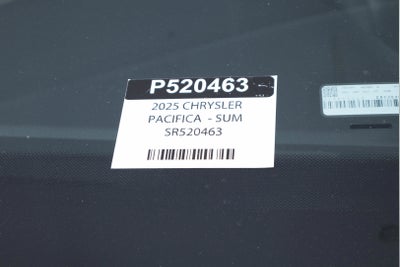 P520463
2025 CHRYSLER
PACIFICA - SUM
SR520463